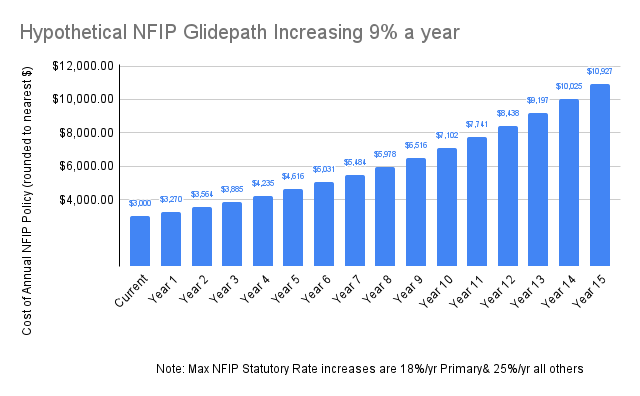 Hypothetical NFIP Glidepath Increasing 9% a year
Cost of Annual NFIP Policy (rounded to nearest $)
$12,000.00
$10,000.00
$8,000.00
$6,000.00
$4,000.00
$3,000
$3,270
$3,564
$3,885
$4,235
$4,616
$5,031
$5,484
$5,978
$6,516
$7,102
$7,741
$8,438
$9,197
$10,025
$10,927
Current
Year 1
Year 2
Year 3
Year 4
Year 5
Year 6
Year 7
Year 8
Year 9
Year 10
Year 11
Year 12
Year 13
Year 14
Year 15
Note: Max NFIP Statutory Rate increases are 18%/yr Primary& 25%/yr all others